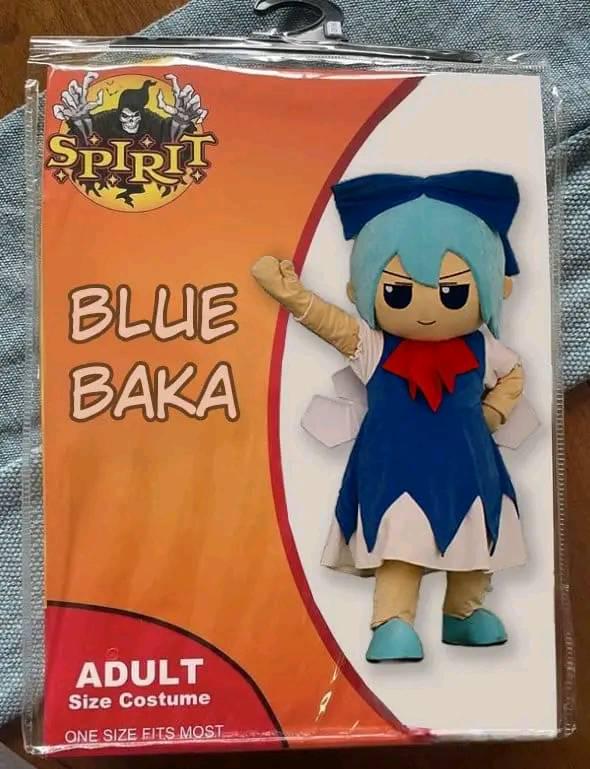 SPIRIT
BLUE
BAKA
ADULT
Size Costume
ONE SIZE FITS MOST